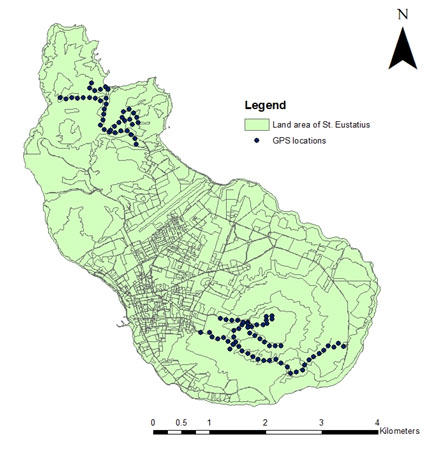 N
Legend
Land area of St. Eustatius
GPS locations
0 0.5 1 2 3 4
Kilometers